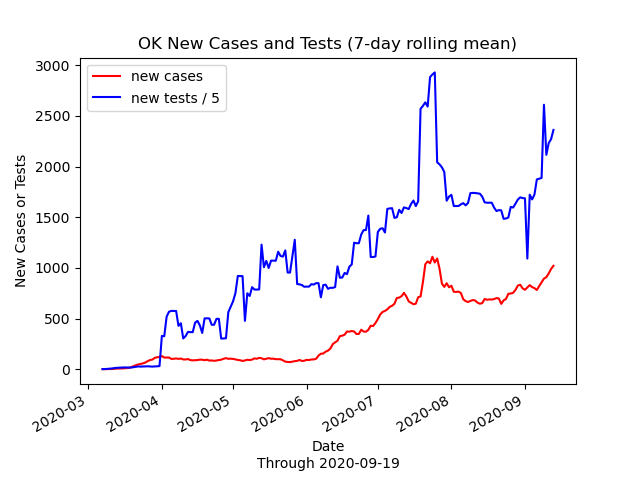 OK New Cases and Tests (7-day rolling mean)
new cases
new tests / 5
New Cases or Tests
3000
2500
2000
1500
1000
500
0
2020-03
2020-04
2020-05
2020-06
2020-07
2020-08
2020-09
Date
Through 2020-09-19